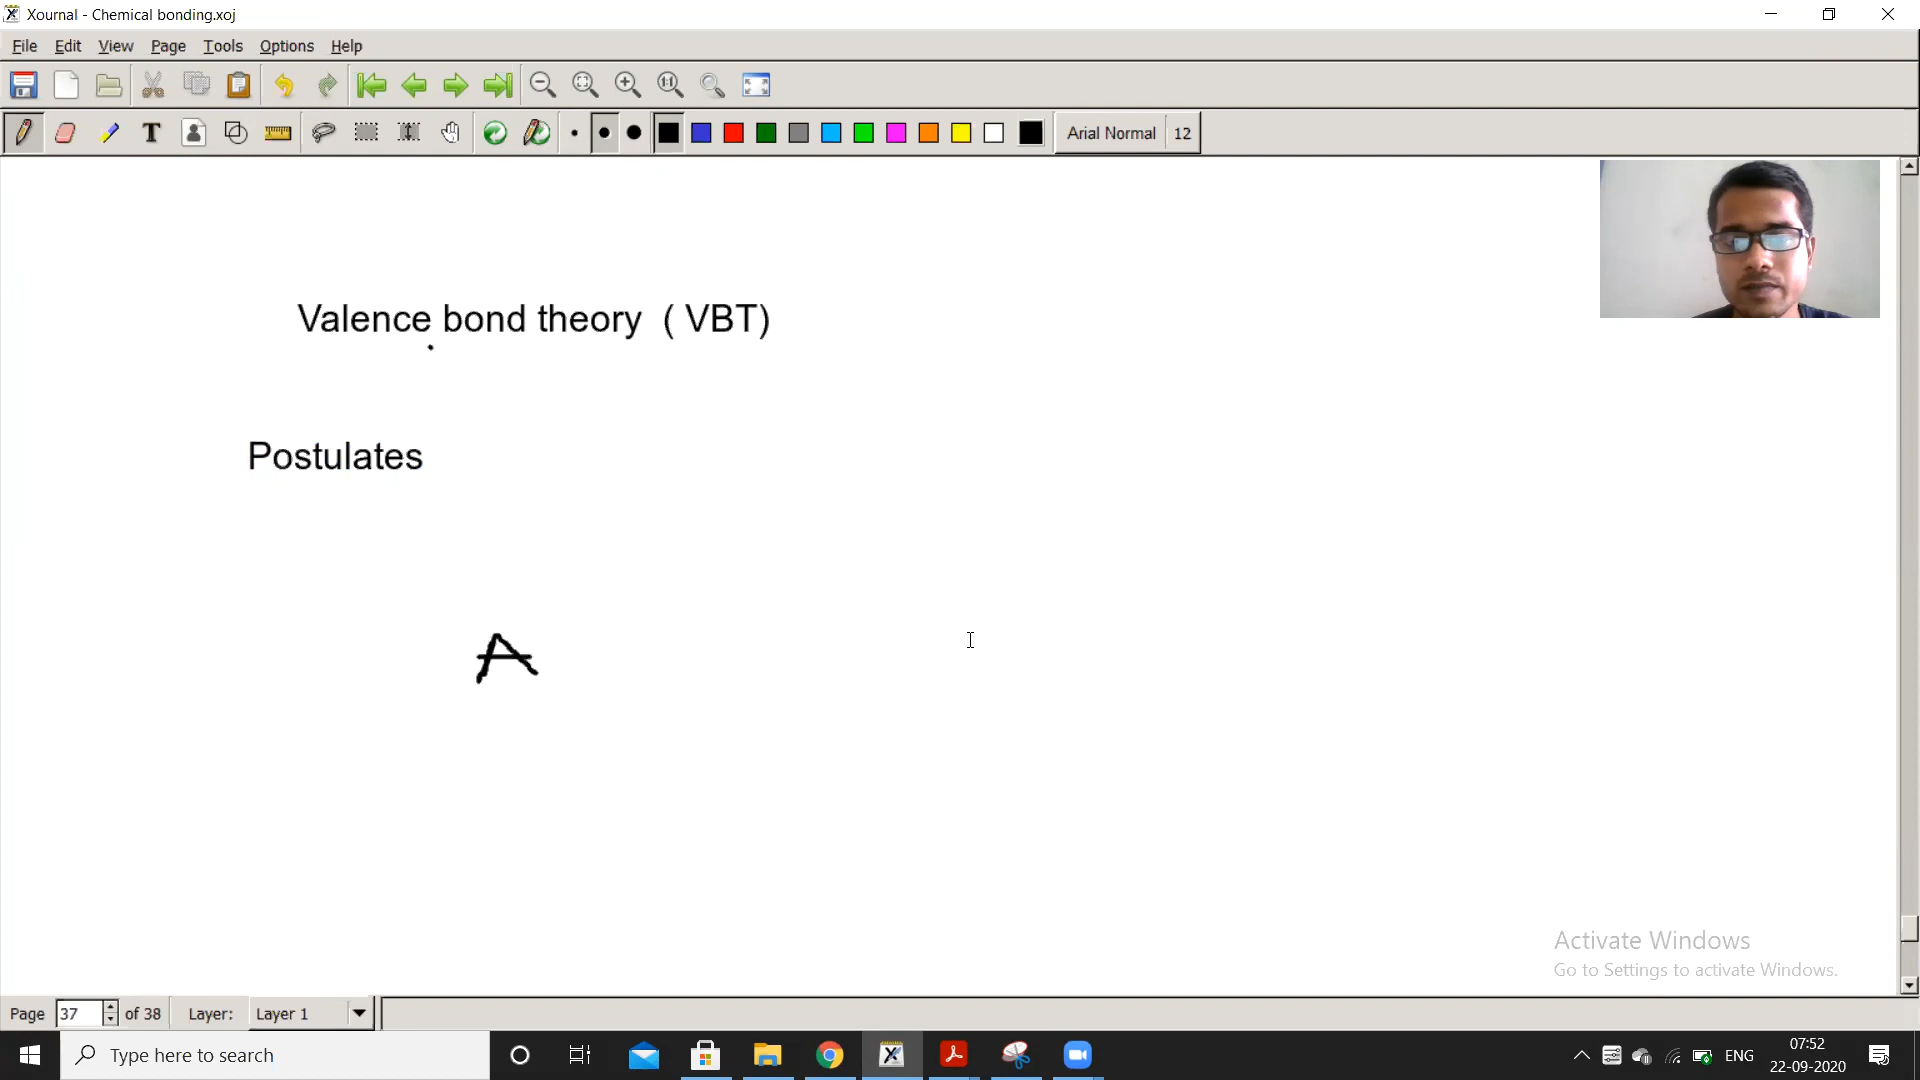 Xournal - Chemical bonding.xoj
File Edit View Page Tools Options Help
T Arial Normal 12
Valence bond theory ( VBT)
Postulates
A
Activate Windows
Go to Settings to activate Windows.
Page 37 of 38 Layer: Layer 1
Type here to search
ENG
07:52
22-09-2020